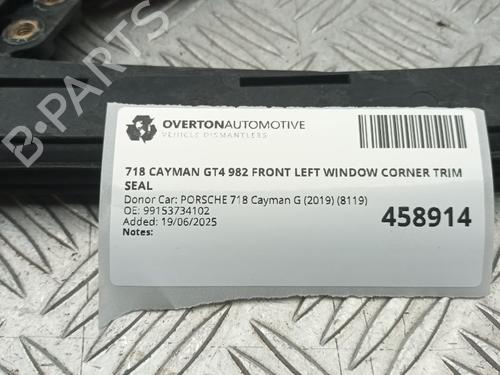 B-PARTS
OVERTONAUTOMOTIVE
VEHICLE DISMANTLERS
718 CAYMAN GT4 982 FRONT LEFT WINDOW CORNER TRIM
SEAL
Donor Car: PORSCHE 718 Cayman G (2019) (8119)
OE: 99153734102
Added: 19/06/2025
Notes:
458914